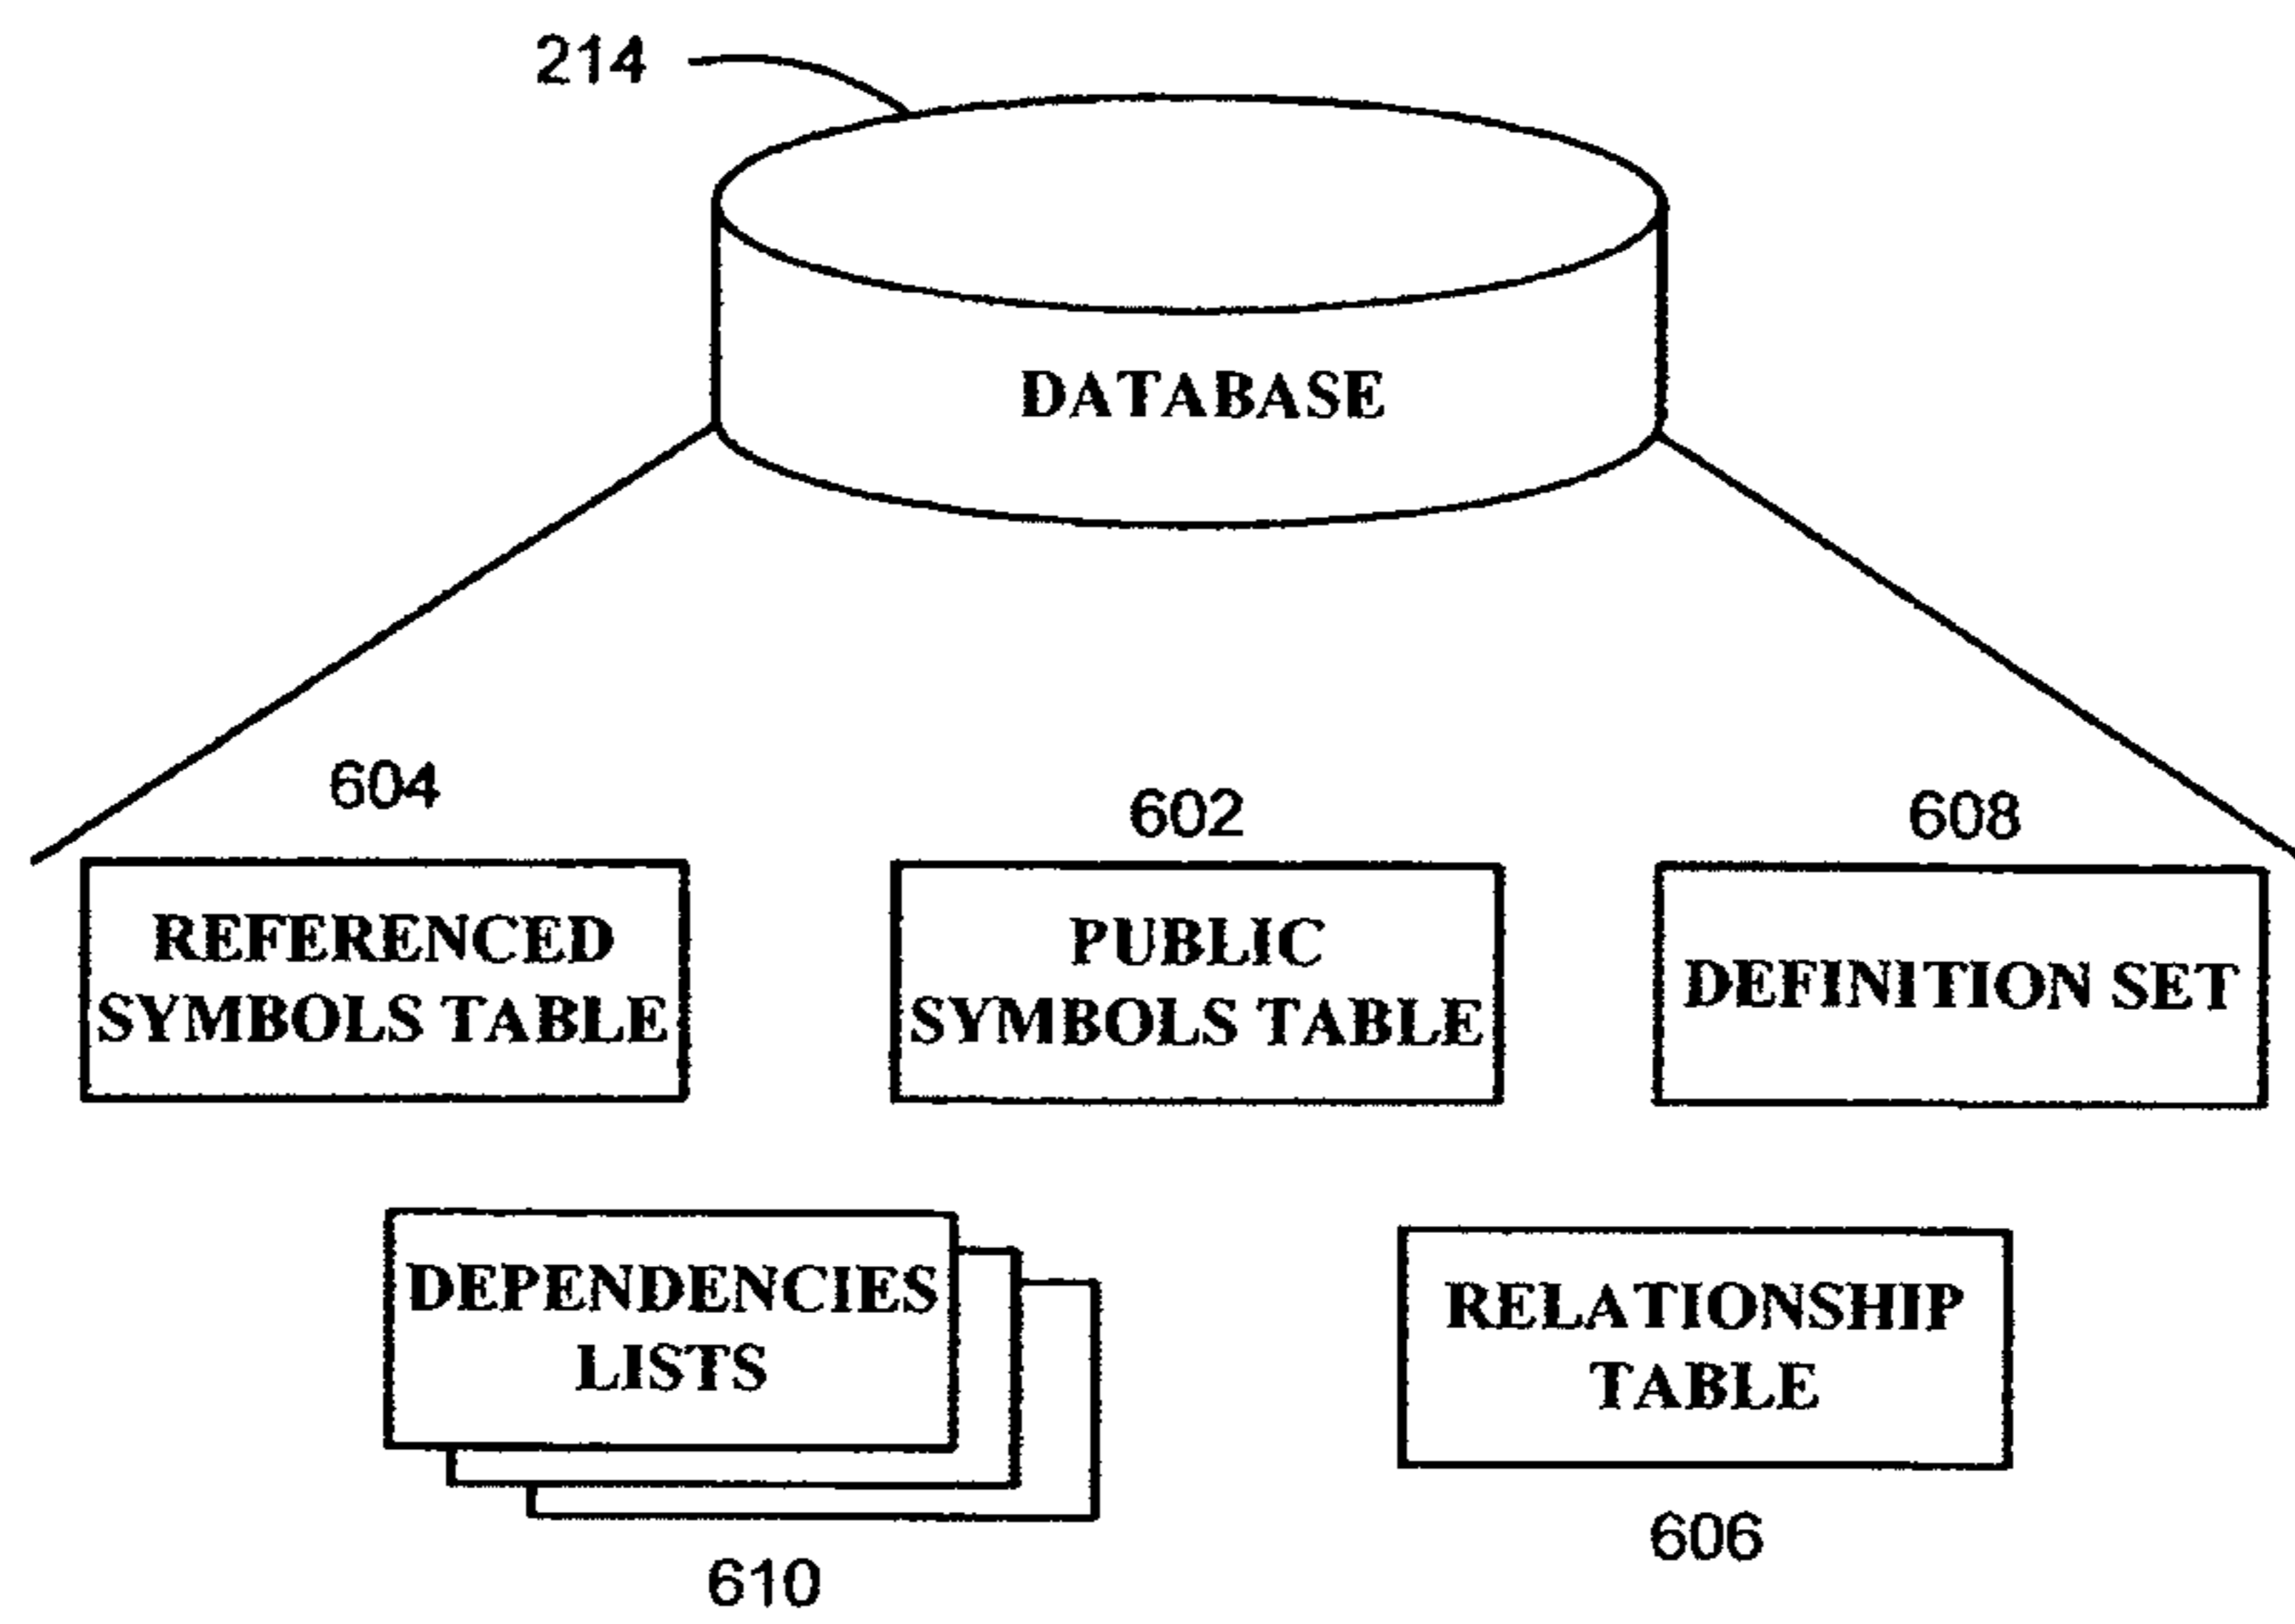 214
DATABASE
604
602
608
REFERENCED
SYMBOLS TABLE
PUBLIC
SYMBOLS TABLE
DEFINITION SET
DEPENDENCIES
LISTS
RELATIONSHIP
TABLE
610
606